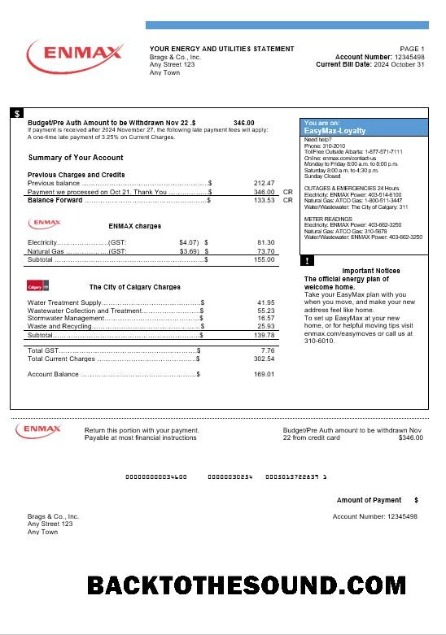 ENMAX
YOUR ENERGY AND UTILITIES STATEMENT
Brags & Co., Inc.
Any Street 123
Any Town
PAGE 1
Account Number: 12345498
Current Bill Date: 2024 October 31
$
Budget/Pre Auth Amount to be Withdrawn Nov 22 .$ 346.00
If payment is received after 2024 November 27, the following late payment fees will apply:
A one-time late payment of 3.25% on Current Charges.
Summary of Your Account
Previous Charges and Credits
Previous balance ...$ 212.47
Payment we processed on Oct 21. Thank You ...$ 346.00 CR
Balance Forward ...$ 133.53 CR
ENMAX
ENMAX charges
Electricity...(GST: $4.07) $ 81.30
Natural Gas ...(GST: $3.69) $ 73.70
Subtotal ...$ 155.00
Calgary
The City of Calgary Charges
Water Treatment Supply...$ 41.95
Wastewater Collection and Treatment...$ 55.23
Stormwater Management...$ 16.57
Waste and Recycling...$ 25.93
Subtotal...$ 139.78
Total GST...$ 7.76
Total Current Charges...$ 302.54
Account Balance ...$ 169.01
You are on:
EasyMax-Loyalty
Need help?
Phone: 310-2010
TollFree Outside Alberta: 1-877-571-7111
Online: enmax.com/contact-us
Monday to Friday 8:00 a.m. to 8:00 p.m.
Saturday 8:00 a.m. to 4:30 p.m.
Sunday Closed
OUTAGES & EMERGENCIES 24 Hours
Electricity: ENMAX Power: 403-514-6100
Natural Gas: ATCO Gas: 1-800-511-3447
Water/Wastewater: The City of Calgary: 311
METER READINGS
Electricity: ENMAX Power: 403-662-3250
Natural Gas: ATCO Gas: 310-5678
Water/Wastewater: ENMAX Power: 403-662-3250
!
Important Notices
The official energy plan of
welcome home.
Take your EasyMax plan with you
when you move, and make your new
address feel like home.
To set up EasyMax at your new
home, or for helpful moving tips visit
enmax.com/easymoves or call us at
310-6010.
ENMAX
Return this portion with your payment.
Payable at most financial instructions
Budget/Pre Auth amount to be withdrawn Nov
22 from credit card $346.00
Amount of Payment $
Brags & Co., Inc.
Any Street 123
Any Town
Account Number: 12345498
BACKTOTHESOUND.COM